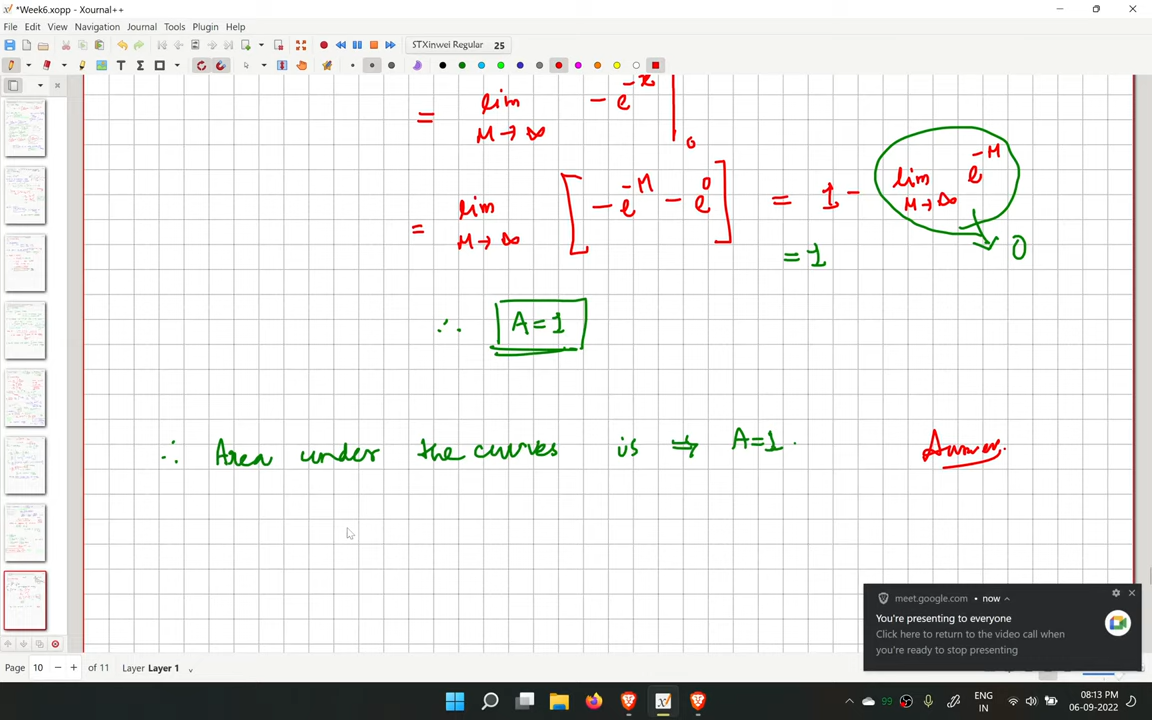 *Week6.xopp - Xournal++
File Edit View Navigation Journal Tools Plugin Help
STXinwei Regular 25
= lim M→∞ -e^-x | 0
= lim M→∞ [ -e^-M - e^0 ] = 1 - lim M→∞ e^-M
= 1 → 0
∴ A=1
∴ Area under the curves is ⇒ A=1. Answer.
meet.google.com • now
You're presenting to everyone
Click here to return to the video call when
you're ready to stop presenting
Page 10 of 11 Layer Layer 1
99 ENG 08:13 PM
IN 06-09-2022